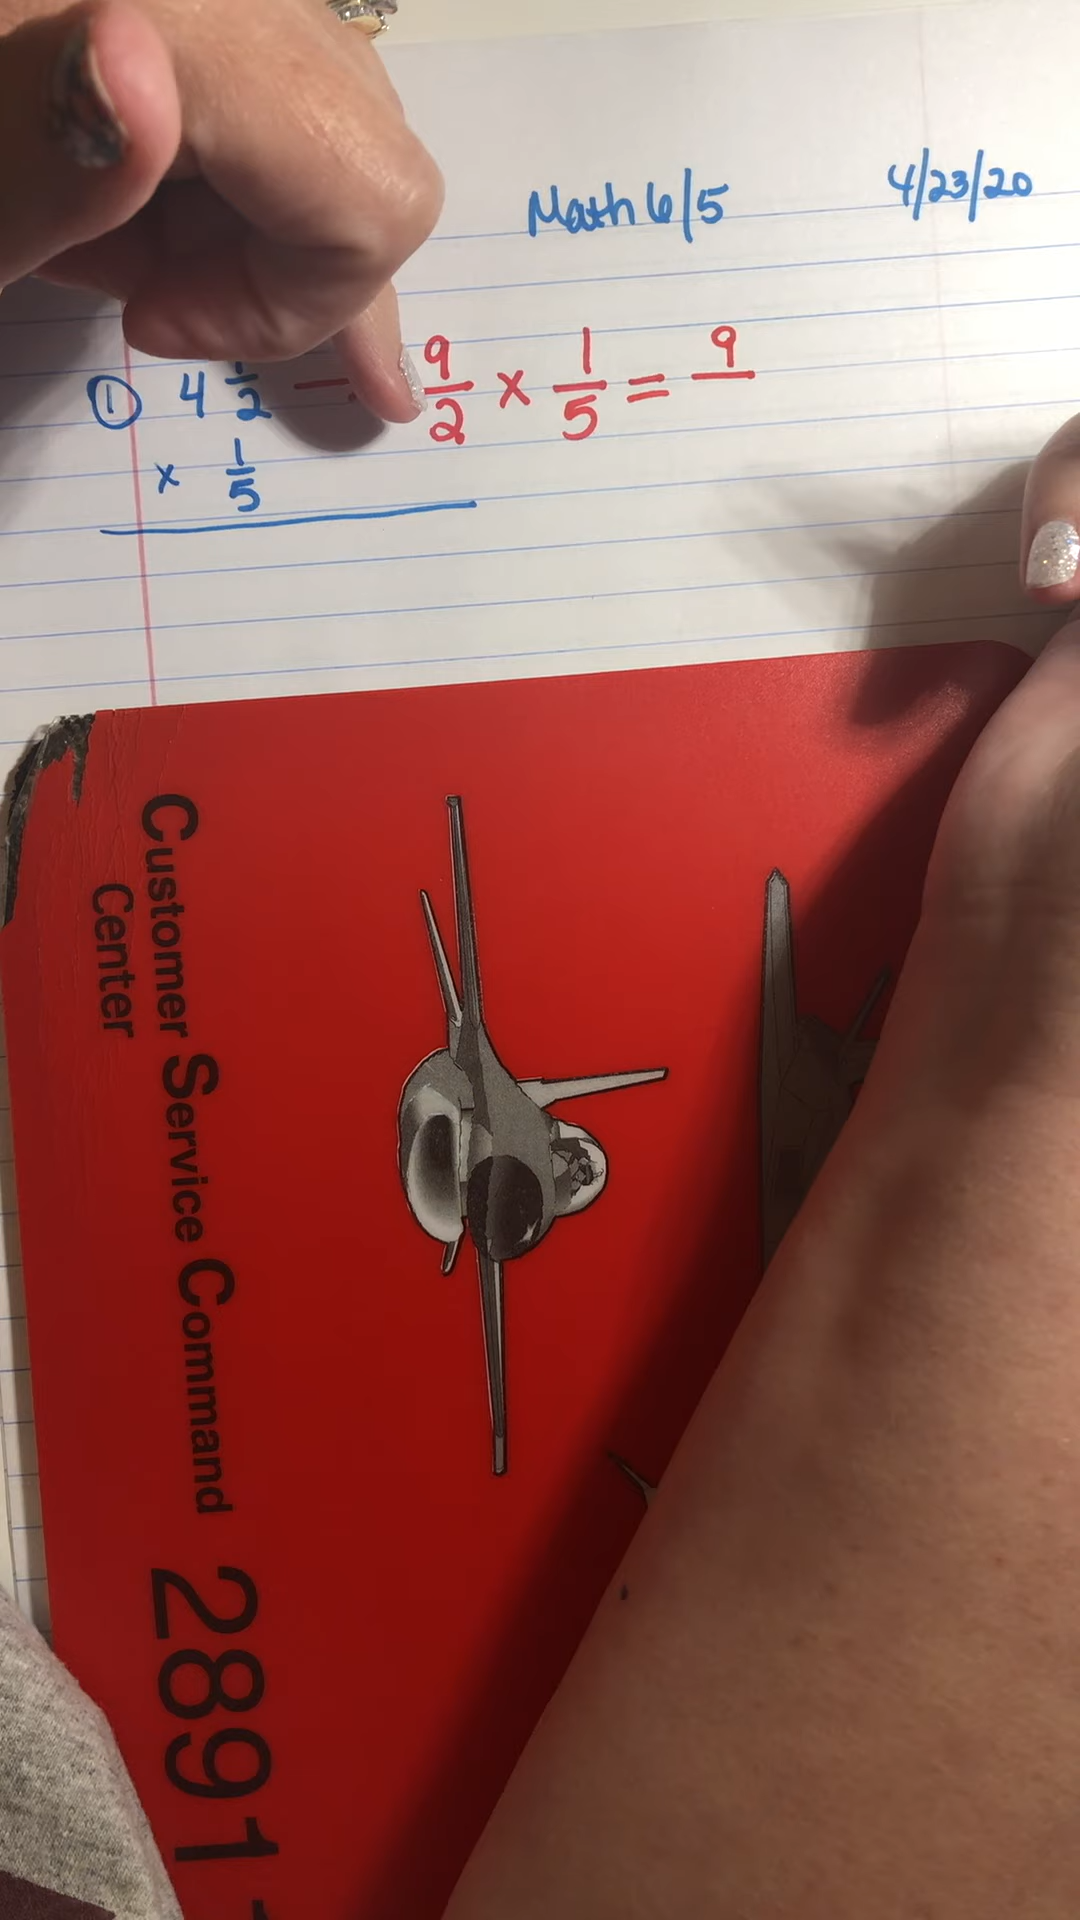 Math 6/5 4/23/20
① 4 1/2 9/2 × 1/5 = 9/
× 1/5
Customer Service Command
Center
2891